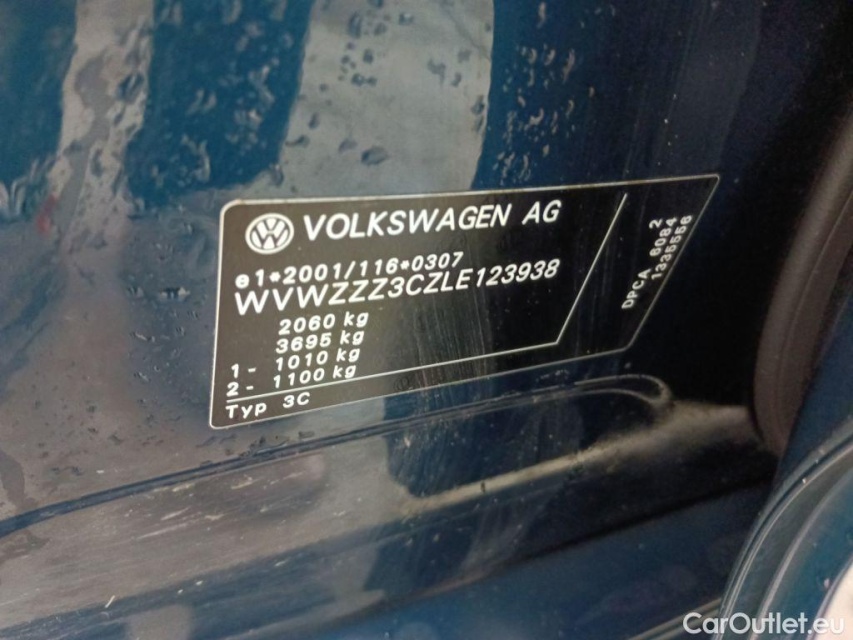 VOLKSWAGEN AG
e1*2001/116*0307
WVWZZZ3CZLE123938
2060 kg
3695 kg
1- 1010 kg
2- 1100 kg
Typ 3C
DPCA 8084 2
1335556
CarOutlet.eu